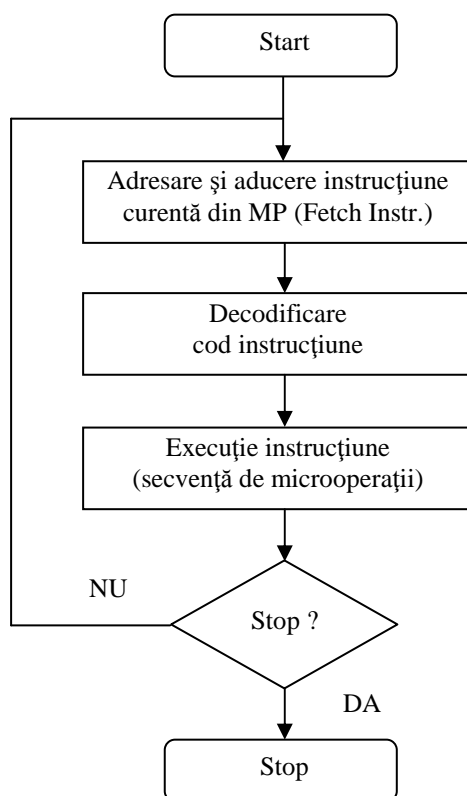 Start
Adresare şi aducere instrucţiune
curentă din MP (Fetch Instr.)
Decodificare
cod instrucţiune
Execuţie instrucţiune
(secvenţă de microoperaţii)
NU
Stop ?
DA
Stop